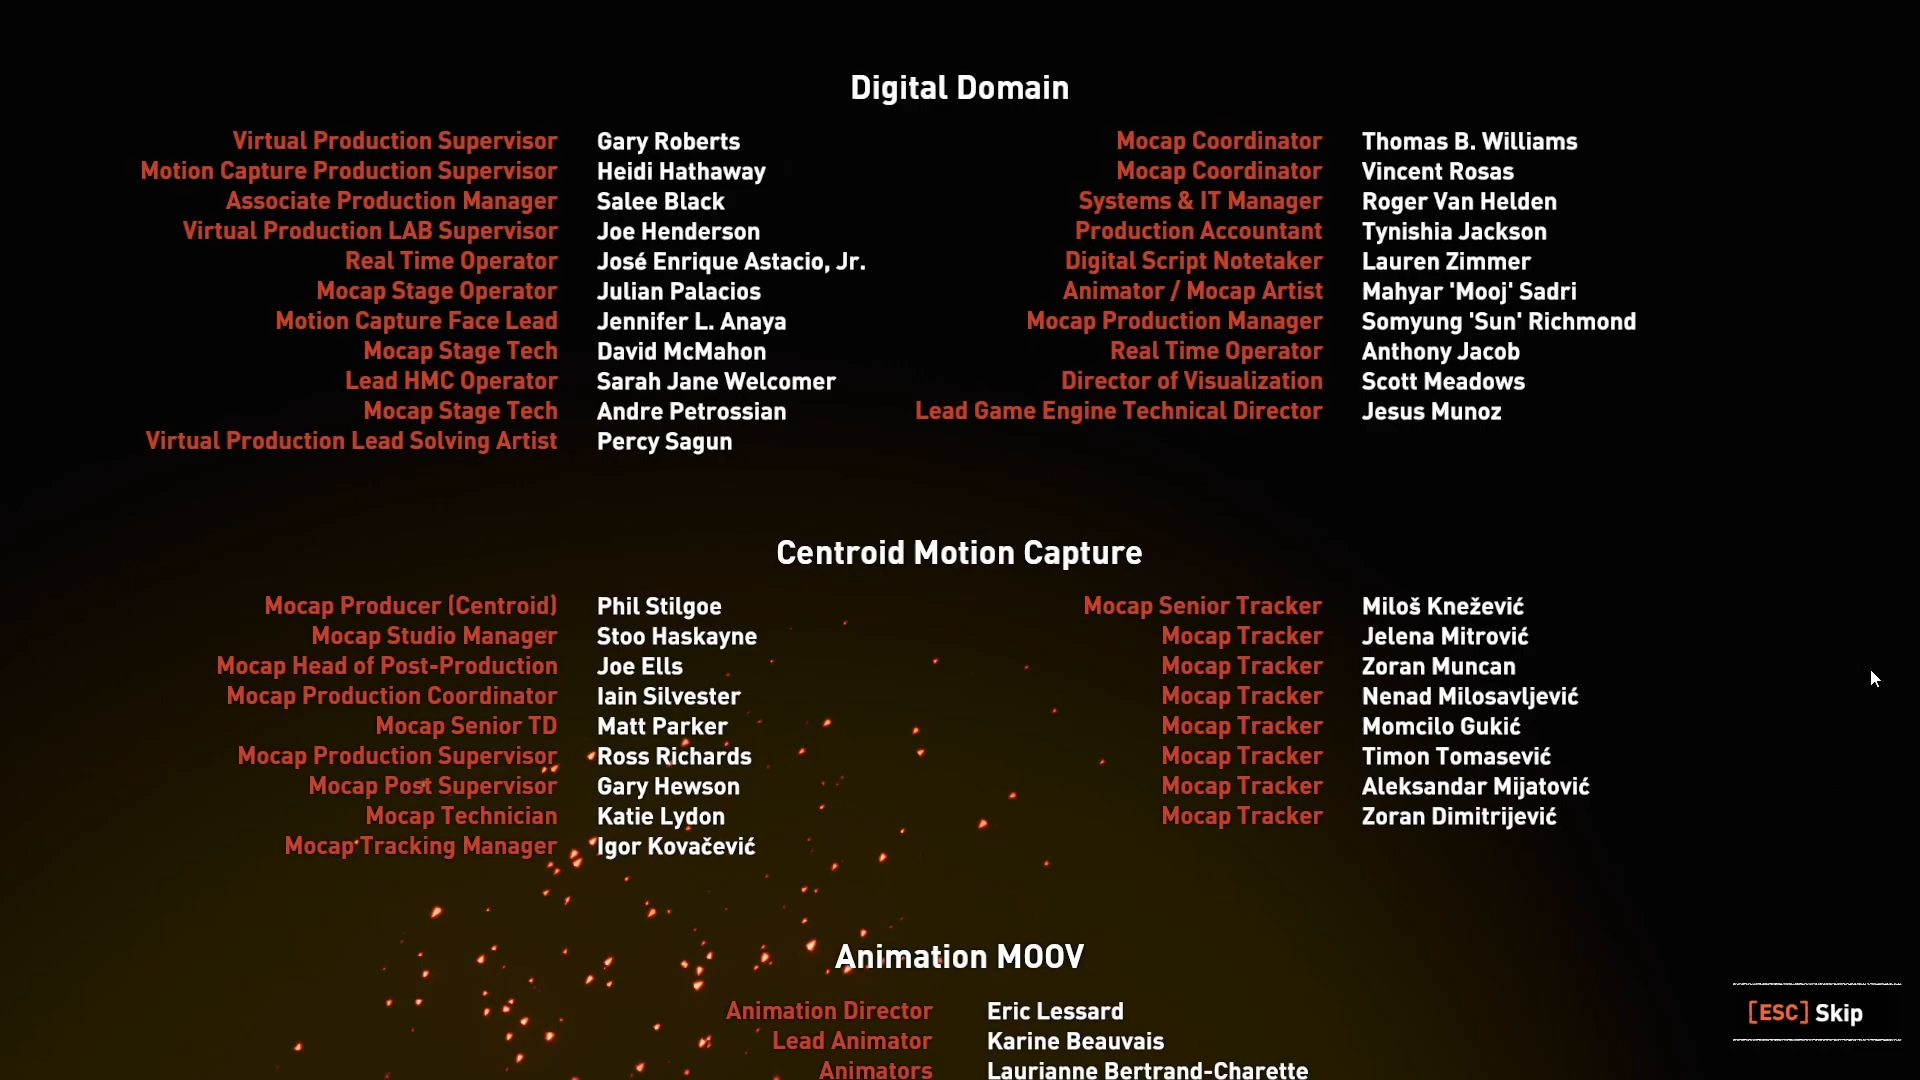 Digital Domain
Virtual Production Supervisor Gary Roberts
Motion Capture Production Supervisor Heidi Hathaway
Associate Production Manager Salee Black
Virtual Production LAB Supervisor Joe Henderson
Real Time Operator José Enrique Astacio, Jr.
Mocap Stage Operator Julian Palacios
Motion Capture Face Lead Jennifer L. Anaya
Mocap Stage Tech David McMahon
Lead HMC Operator Sarah Jane Welcomer
Mocap Stage Tech Andre Petrossian
Virtual Production Lead Solving Artist Percy Sagun
Mocap Coordinator Thomas B. Williams
Mocap Coordinator Vincent Rosas
Systems & IT Manager Roger Van Helden
Production Accountant Tynishia Jackson
Digital Script Notetaker Lauren Zimmer
Animator / Mocap Artist Mahyar 'Mooj' Sadri
Mocap Production Manager Somyung 'Sun' Richmond
Real Time Operator Anthony Jacob
Director of Visualization Scott Meadows
Lead Game Engine Technical Director Jesus Munoz
Centroid Motion Capture
Mocap Producer (Centroid) Phil Stilgoe
Mocap Studio Manager Stoo Haskayne
Mocap Head of Post-Production Joe Ells
Mocap Production Coordinator Iain Silvester
Mocap Senior TD Matt Parker
Mocap Production Supervisor Ross Richards
Mocap Post Supervisor Gary Hewson
Mocap Technician Katie Lydon
Mocap Tracking Manager Igor Kovačević
Mocap Senior Tracker Miloš Knežević
Mocap Tracker Jelena Mitrović
Mocap Tracker Zoran Muncan
Mocap Tracker Nenad Milosavljević
Mocap Tracker Momcilo Gukić
Mocap Tracker Timon Tomasević
Mocap Tracker Aleksandar Mijatović
Mocap Tracker Zoran Dimitrijević
Animation MOOV
Animation Director Eric Lessard
Lead Animator Karine Beauvais
Animators Laurianne Bertrand-Charette
[ESC] Skip